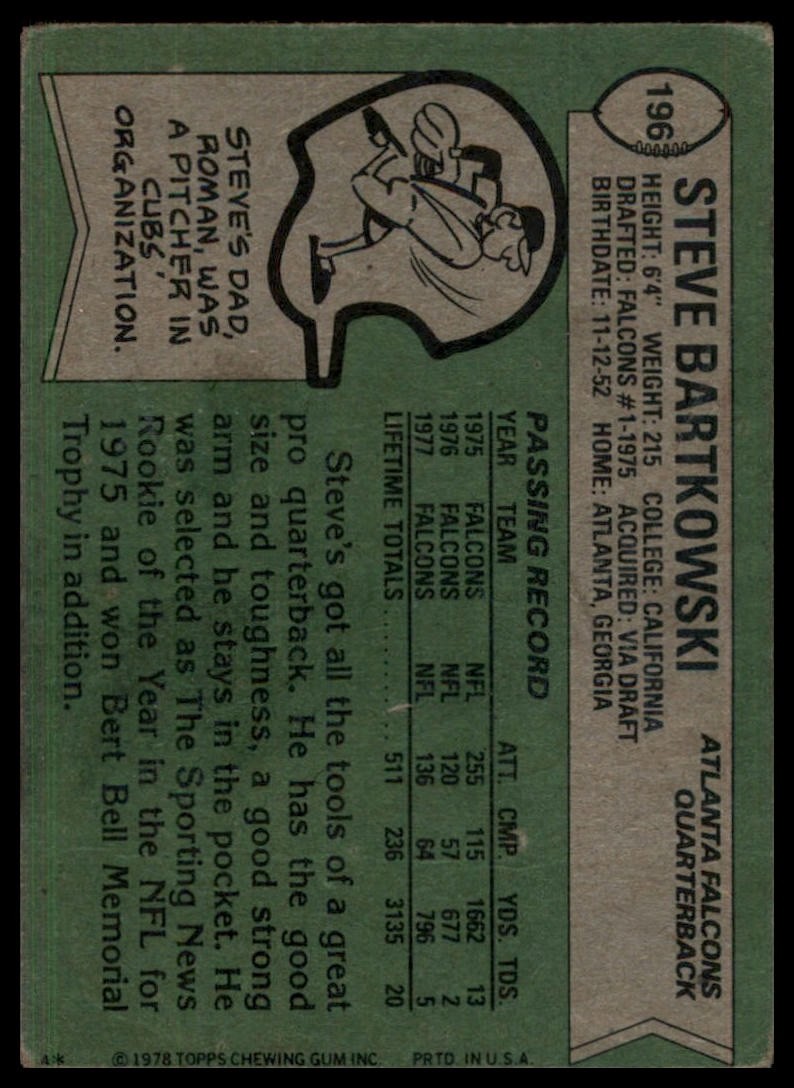 196
STEVE BARTKOWSKI
ATLANTA FALCONS
QUARTERBACK
HEIGHT: 6'4" WEIGHT: 215 COLLEGE: CALIFORNIA
DRAFTED: FALCONS #1-1975 ACQUIRED: VIA DRAFT
BIRTHDATE: 11-12-52 HOME: ATLANTA, GEORGIA
STEVE'S DAD,
ROMAN, WAS
A PITCHER IN
CUBS'
ORGANIZATION.
PASSING RECORD
YEAR TEAM ATT. CMP. YDS. TDS.
1975 FALCONS NFL 255 115 1662 13
1976 FALCONS NFL 120 57 677 2
1977 FALCONS NFL 136 64 796 5
LIFETIME TOTALS .......... 511 236 3135 20
Steve's got all the tools of a great
pro quarterback. He has the good
size and toughness, a good strong
arm and he stays in the pocket. He
was selected as The Sporting News
Rookie of the Year in the NFL for
1975 and won Bert Bell Memorial
Trophy in addition.
A* © 1978 TOPPS CHEWING GUM INC. PRTD. IN U.S.A.